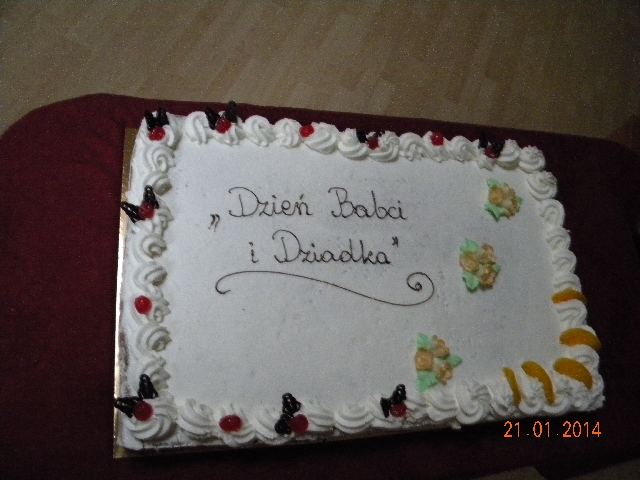 „Dzień Babci
i Dziadka"
21.01.2014